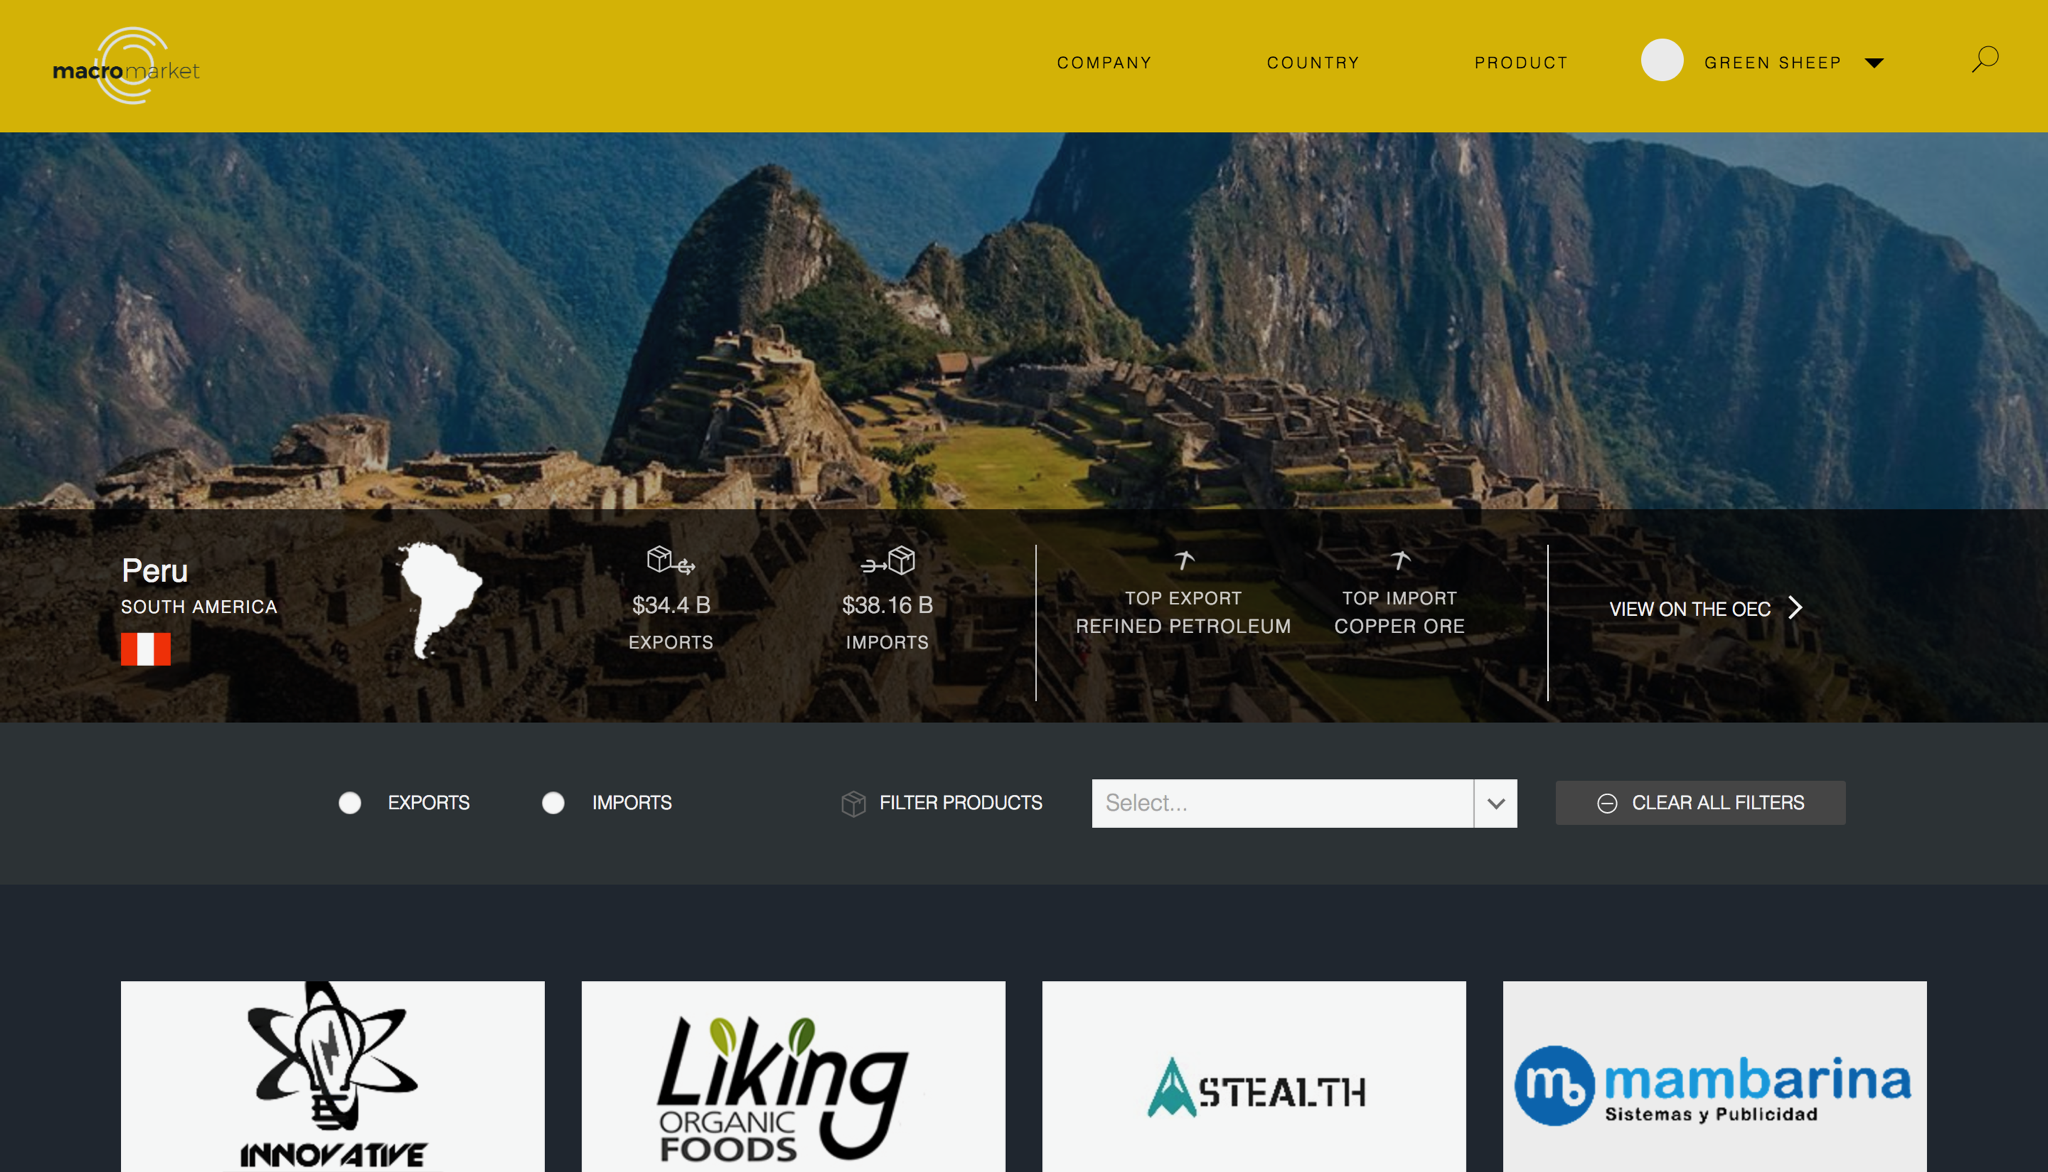 macromarket
COMPANY
COUNTRY
PRODUCT
GREEN SHEEP
Peru
SOUTH AMERICA
$34.4 B
EXPORTS
$38.16 B
IMPORTS
TOP EXPORT
REFINED PETROLEUM
TOP IMPORT
COPPER ORE
VIEW ON THE OEC
EXPORTS
IMPORTS
FILTER PRODUCTS
Select...
CLEAR ALL FILTERS
INNOVATIVE
Liking
ORGANIC
FOODS
STEALTH
mb
mambarina
Sistemas y Publicidad